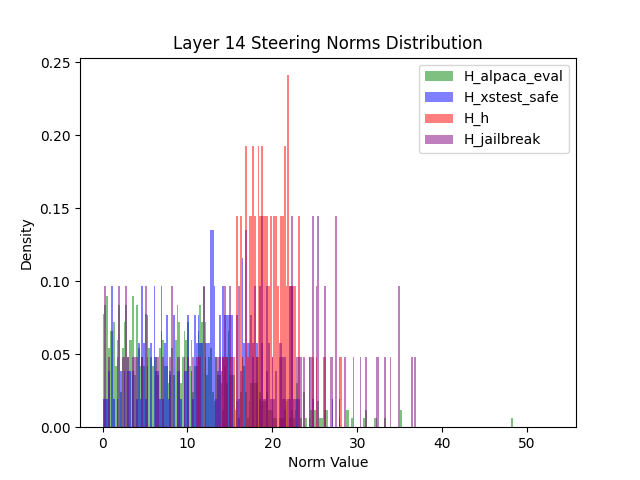 Layer 14 Steering Norms Distribution
H_alpaca_eval
H_xstest_safe
H_h
H_jailbreak
0.25
0.20
0.15
0.10
0.05
0.00
Density
0 10 20 30 40 50
Norm Value